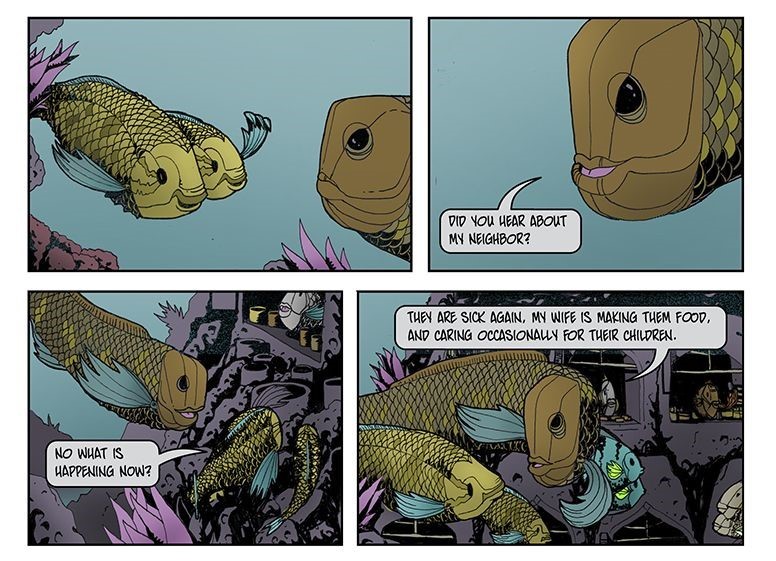 DID YOU HEAR ABOUT
MY NEIGHBOR?
NO WHAT IS
HAPPENING NOW?
THEY ARE SICK AGAIN, MY WIFE IS MAKING THEM FOOD,
AND CARING OCCASIONALLY FOR THEIR CHILDREN.